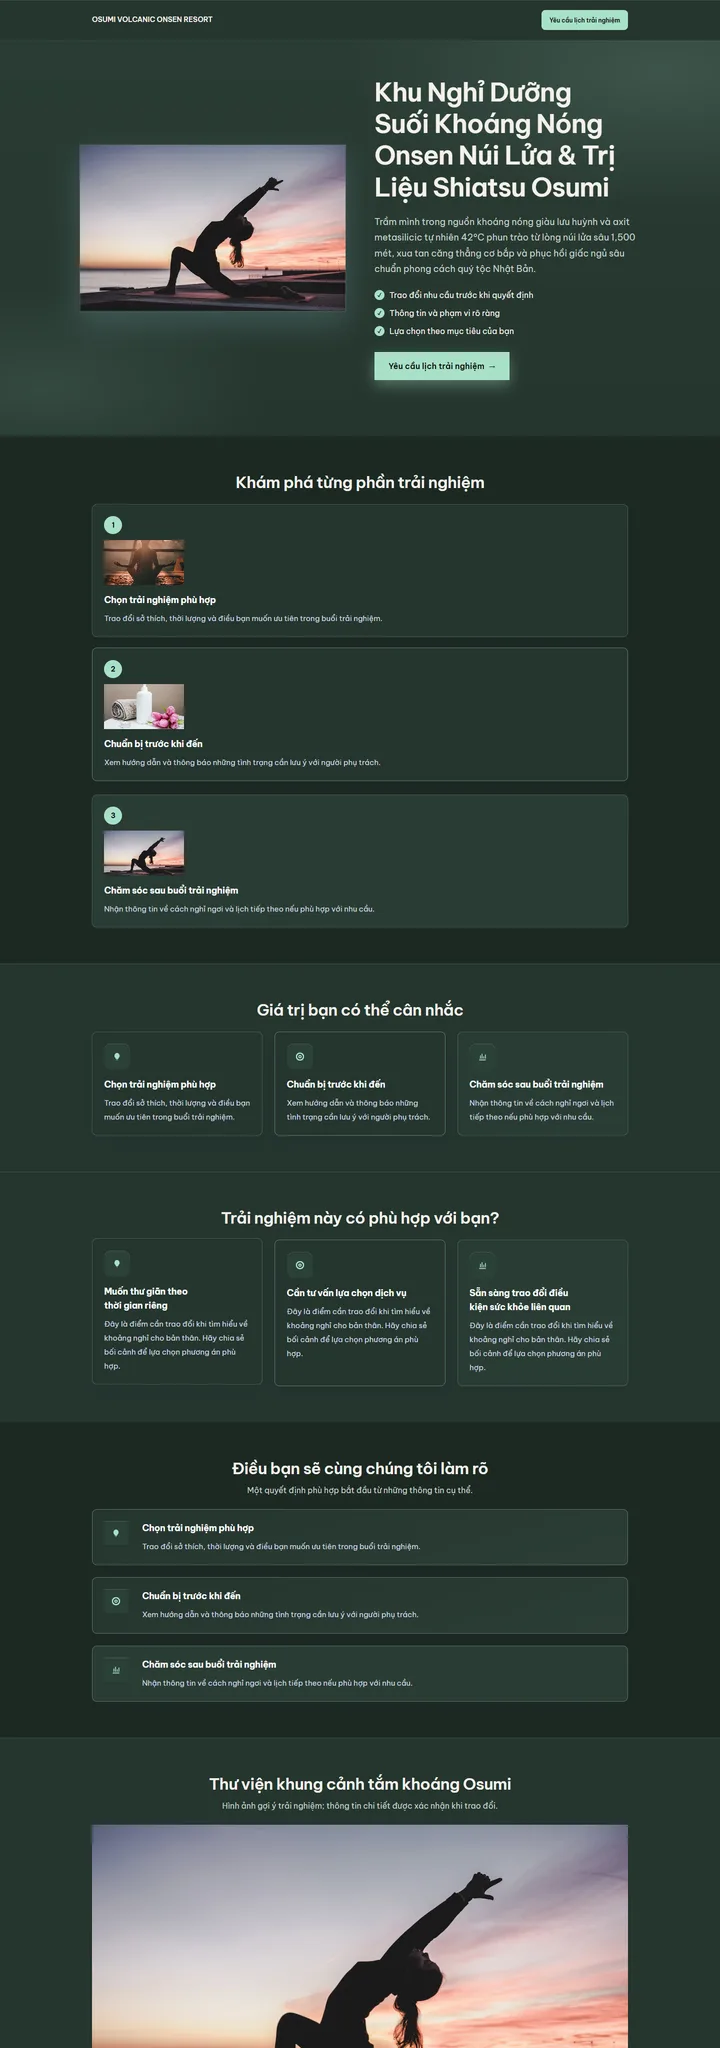 OSUMI VOLCANIC ONSEN RESORT
Yêu cầu lịch trải nghiệm
Khu Nghỉ Dưỡng
Suối Khoáng Nóng
Onsen Núi Lửa & Trị
Liệu Shiatsu Osumi
Trầm mình trong nguồn khoáng nóng giàu lưu huỳnh và axit
metasilicic tự nhiên 42°C phun trào từ lòng núi lửa sâu 1,500
mét, xua tan căng thẳng cơ bắp và phục hồi giấc ngủ sâu
chuẩn phong cách quý tộc Nhật Bản.
✓ Trao đổi nhu cầu trước khi quyết định
✓ Thông tin và phạm vi rõ ràng
✓ Lựa chọn theo mục tiêu của bạn
Yêu cầu lịch trải nghiệm →
Khám phá từng phần trải nghiệm
1
Chọn trải nghiệm phù hợp
Trao đổi sở thích, thời lượng và điều bạn muốn ưu tiên trong buổi trải nghiệm.
2
Chuẩn bị trước khi đến
Xem hướng dẫn và thông báo những tình trạng cần lưu ý với người phụ trách.
3
Chăm sóc sau buổi trải nghiệm
Nhận thông tin về cách nghỉ ngơi và lịch tiếp theo nếu phù hợp với nhu cầu.
Giá trị bạn có thể cân nhắc
Chọn trải nghiệm phù hợp
Trao đổi sở thích, thời lượng và điều bạn
muốn ưu tiên trong buổi trải nghiệm.
Chuẩn bị trước khi đến
Xem hướng dẫn và thông báo những
tình trạng cần lưu ý với người phụ trách.
Chăm sóc sau buổi trải nghiệm
Nhận thông tin về cách nghỉ ngơi và lịch
tiếp theo nếu phù hợp với nhu cầu.
Trải nghiệm này có phù hợp với bạn?
Muốn thư giãn theo
thời gian riêng
Đây là điểm cần trao đổi khi tìm hiểu về
khoảng nghỉ cho bản thân. Hãy chia sẻ
bối cảnh để lựa chọn phương án phù
hợp.
Cần tư vấn lựa chọn dịch vụ
Đây là điểm cần trao đổi khi tìm hiểu về
khoảng nghỉ cho bản thân. Hãy chia sẻ
bối cảnh để lựa chọn phương án phù
hợp.
Sẵn sàng trao đổi điều
kiện sức khỏe liên quan
Đây là điểm cần trao đổi khi tìm hiểu về
khoảng nghỉ cho bản thân. Hãy chia sẻ
bối cảnh để lựa chọn phương án phù
hợp.
Điều bạn sẽ cùng chúng tôi làm rõ
Một quyết định phù hợp bắt đầu từ những thông tin cụ thể.
Chọn trải nghiệm phù hợp
Trao đổi sở thích, thời lượng và điều bạn muốn ưu tiên trong buổi trải nghiệm.
Chuẩn bị trước khi đến
Xem hướng dẫn và thông báo những tình trạng cần lưu ý với người phụ trách.
Chăm sóc sau buổi trải nghiệm
Nhận thông tin về cách nghỉ ngơi và lịch tiếp theo nếu phù hợp với nhu cầu.
Thư viện khung cảnh tắm khoáng Osumi
Hình ảnh gợi ý trải nghiệm; thông tin chi tiết được xác nhận khi trao đổi.